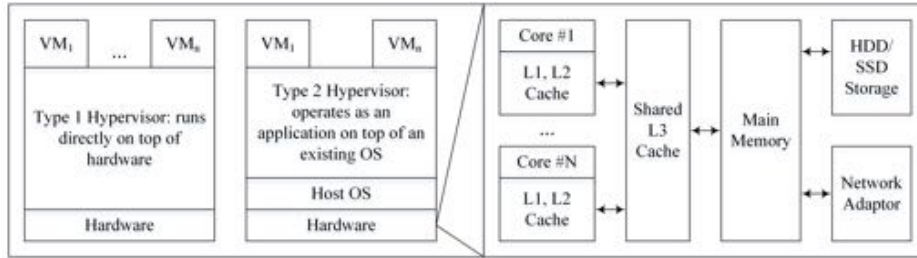 VM1
...
VMn
Type 1 Hypervisor: runs
directly on top of
hardware
Hardware
VM1
VMn
Type 2 Hypervisor:
operates as an
application on top of an
existing OS
Host OS
Hardware
Core #1
L1, L2
Cache
...
Core #N
L1, L2
Cache
Shared
L3
Cache
Main
Memory
HDD/
SSD
Storage
Network
Adaptor